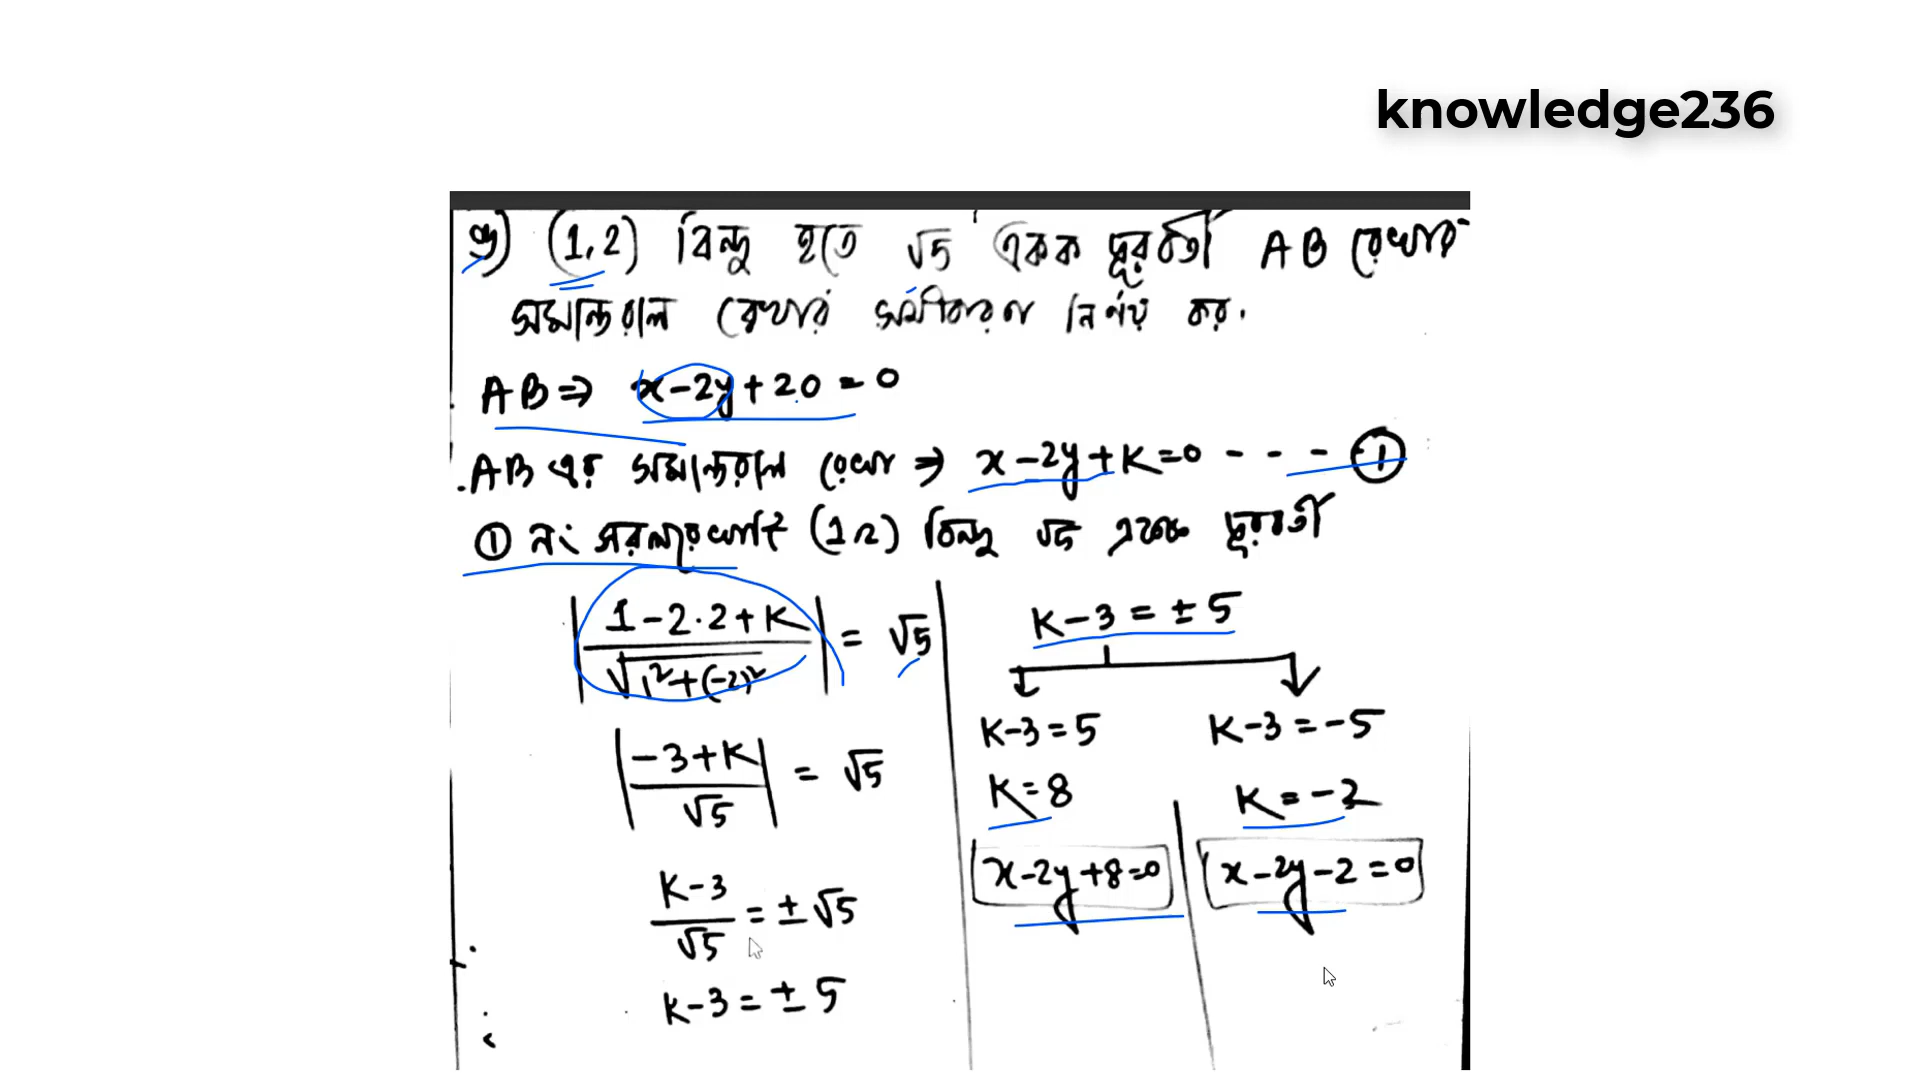 knowledge236
প্র) (1,2) বিন্দু হতে √5 একক দূরবর্তী AB রেখার
সমান্তরাল রেখার সমীকরণ নির্ণয় কর.
AB ⇒ x-2y+20=0
AB এর সমান্তরাল রেখা ⇒ x-2y+K=0 - - - ①
① নং সরলরেখাটি (1,2) বিন্দু √5 একক দূরবর্তী
|(1-2·2+K)/√(1²+(-2)²)| = √5
|(-3+K)/√5| = √5
(K-3)/√5 = ±√5
K-3 = ±5
K-3 = ±5
K-3=5
K=8
x-2y+8=0
K-3=-5
K=-2
x-2y-2=0